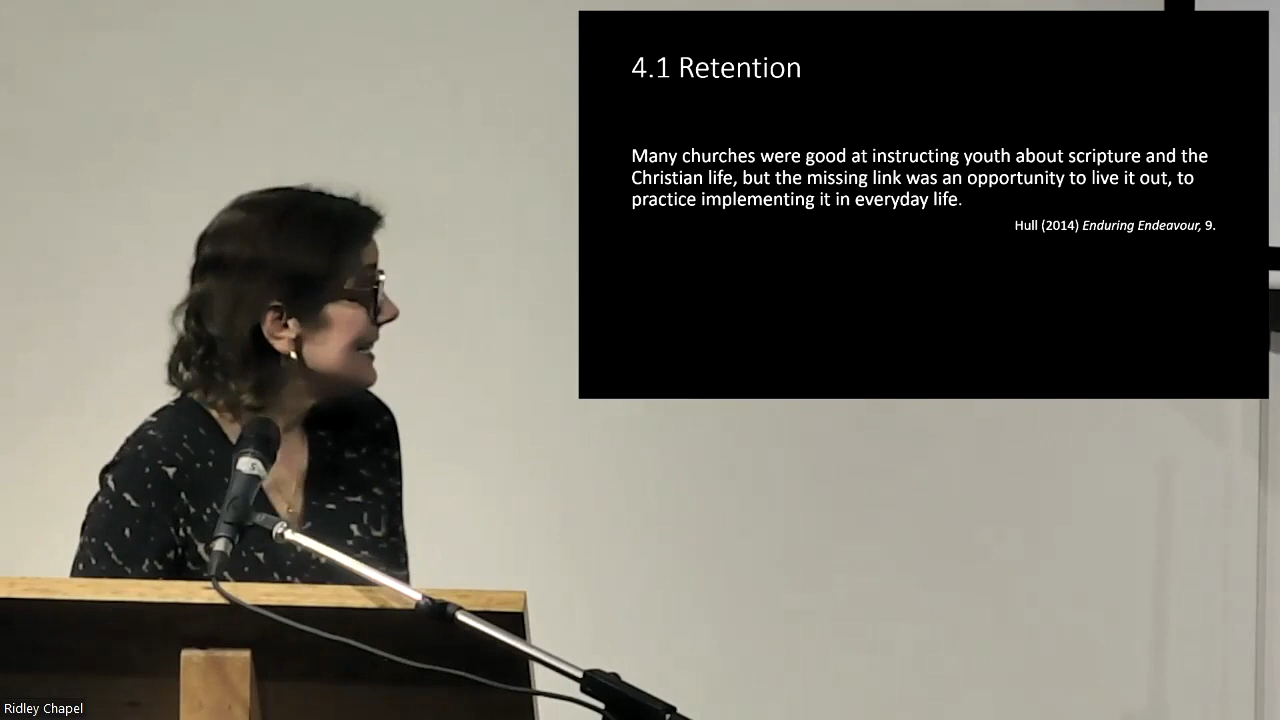 4.1 Retention
Many churches were good at instructing youth about scripture and the
Christian life, but the missing link was an opportunity to live it out, to
practice implementing it in everyday life.
Hull (2014) Enduring Endeavour, 9.
Ridley Chapel